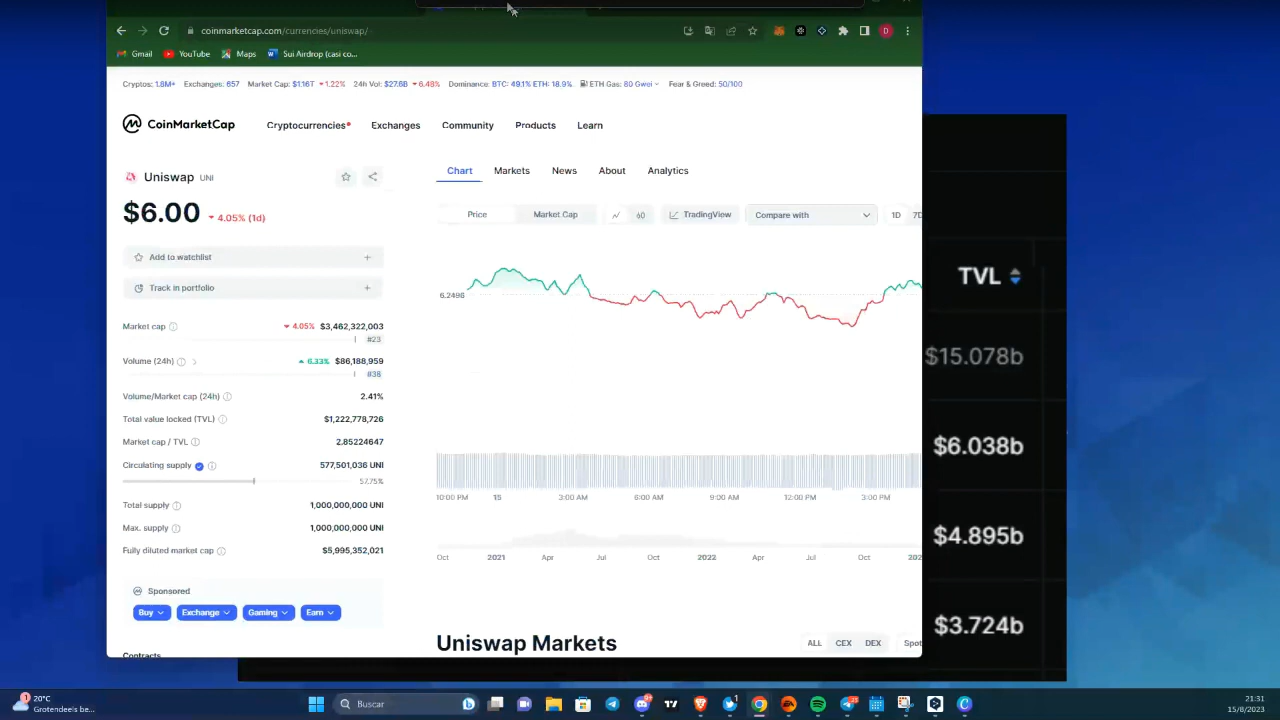 coinmarketcap.com/currencies/uniswap/
Gmail YouTube Maps Sui Airdrop (casi co...
Cryptos: 1.8M+ Exchanges: 657 Market Cap: $1.16T 1.22% 24h Vol: $27.6B 6.48% Dominance: BTC: 49.1% ETH: 18.9% ETH Gas: 80 Gwei Fear & Greed: 50/100
CoinMarketCap Cryptocurrencies Exchanges Community Products Learn
Uniswap UNI
$6.00 4.05% (1d)
Add to watchlist +
Track in portfolio +
Market cap 4.05% $3,462,322,003
#23
Volume (24h) 6.33% $86,188,959
#36
Volume/Market cap (24h) 2.41%
Total value locked (TVL) $1,222,778,726
Market cap / TVL 2.85224647
Circulating supply 577,501,036 UNI
57.75%
Total supply 1,000,000,000 UNI
Max. supply 1,000,000,000 UNI
Fully diluted market cap $5,995,352,021
Sponsored
Buy Exchange Gaming Earn
Contracts
Chart Markets News About Analytics
Price Market Cap TradingView Compare with 1D 7D
6.2496
10:00 PM 15 3:00 AM 6:00 AM 9:00 AM 12:00 PM 3:00 PM
Oct 2021 Apr Jul Oct 2022 Apr Jul Oct
Uniswap Markets ALL CEX DEX Spot
TVL
$15.078b
$6.038b
$4.895b
$3.724b
20°C
Grotendeels be...
Buscar
21:31
15/8/2023